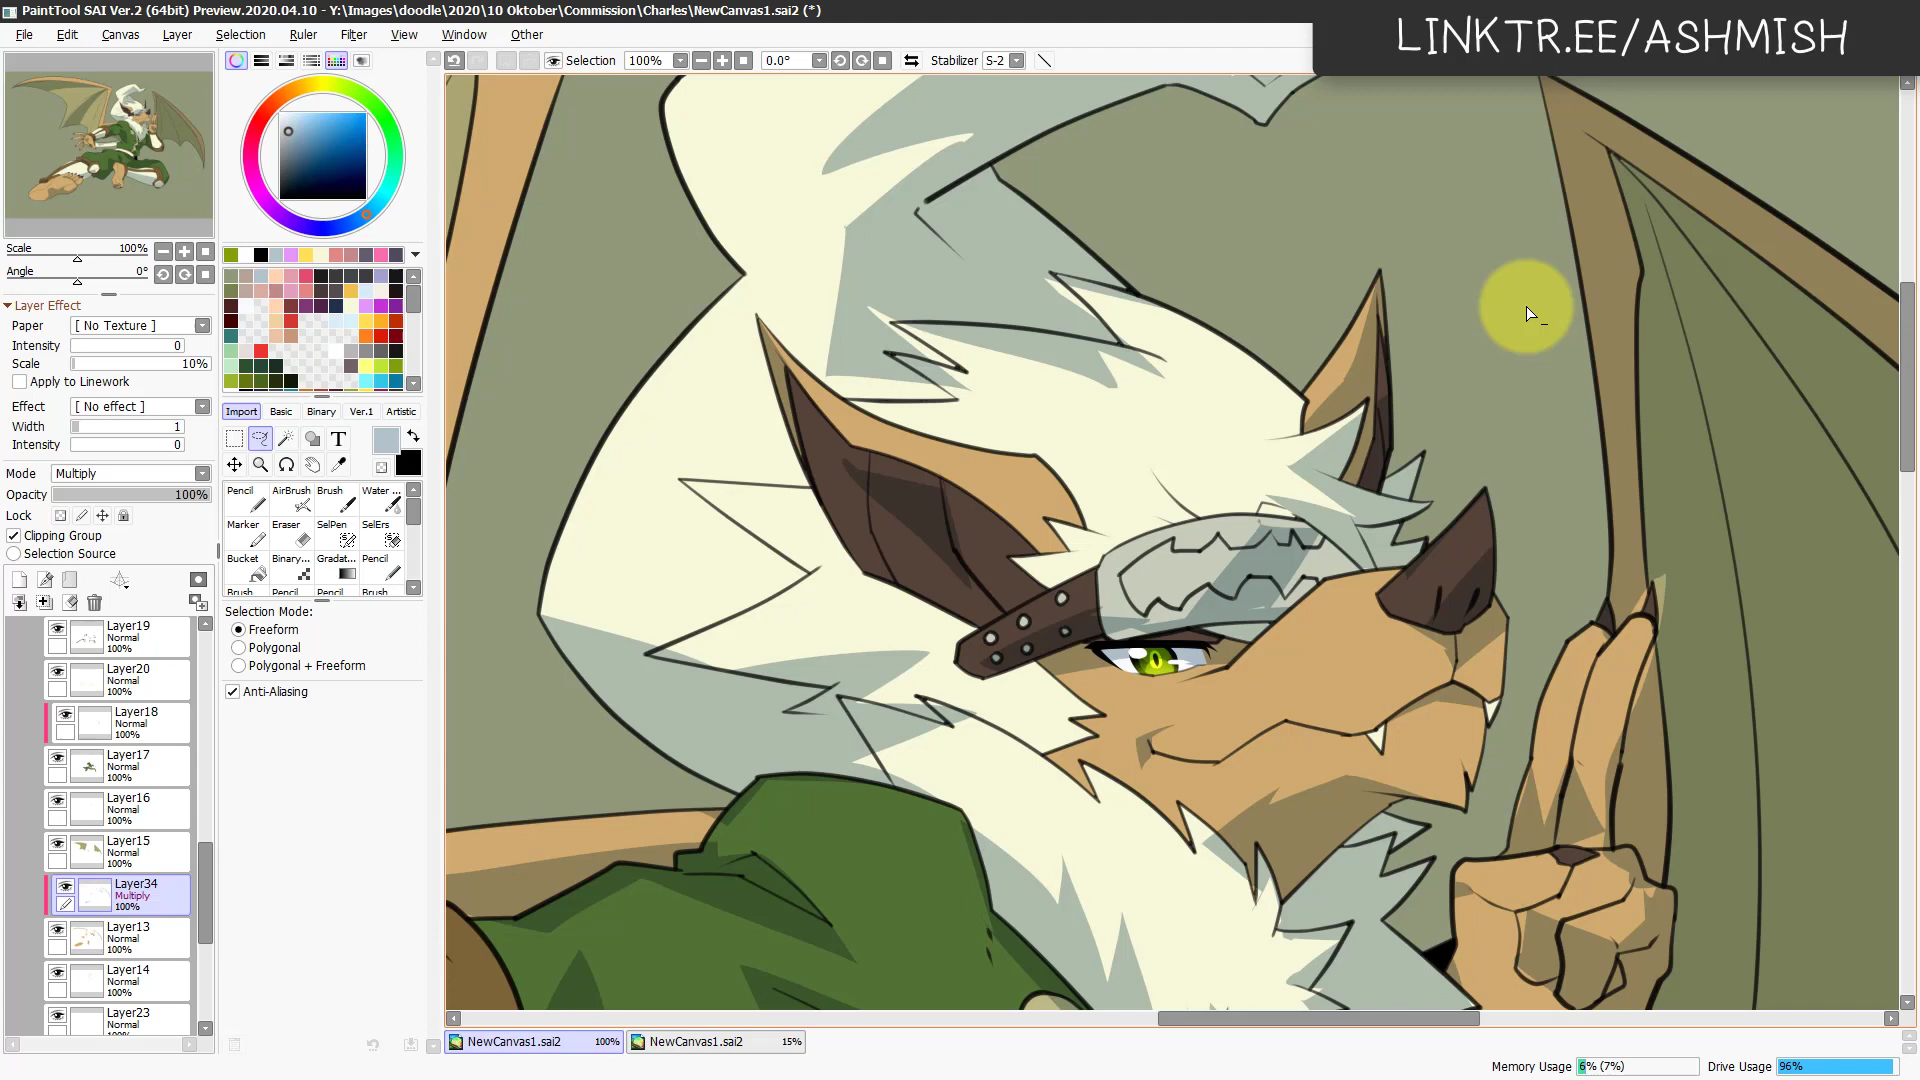 PaintTool SAI Ver.2 (64bit) Preview.2020.04.10 - Y:\Images\doodle\2020\10 Oktober\Commission\Charles\NewCanvas1.sai2 (*)
LINKTR.EE/ASHMISH
File Edit Canvas Layer Selection Filter Ruler View Window Other
Selection 100% 0.0° Stabilizer S-2
Scale 100%
Angle 0°
Layer Effect
Paper [ No Texture ]
Intensity 0
Scale 10%
Apply to Linework
Effect [ No effect ]
Width 1
Intensity 0
Mode Multiply
Opacity 100%
Lock
Clipping Group
Selection Source
Layer19
Normal
100%
Layer20
Normal
100%
Layer18
Normal
100%
Layer17
Normal
100%
Layer16
Normal
100%
Layer15
Normal
100%
Layer34
Multiply
100%
Layer13
Normal
100%
Layer14
Normal
100%
Layer23
Normal
100%
Import Basic Binary Ver.1 Artistic
T
Pencil AirBrush Brush Water ...
Marker Eraser SelPen SelErs
Bucket Binary... Gradat... Pencil
Brush Pencil Pencil Brush
Selection Mode:
Freeform
Polygonal
Polygonal + Freeform
Anti-Aliasing
NewCanvas1.sai2 100% NewCanvas1.sai2 15%
Memory Usage 6% (7%) Drive Usage 96%